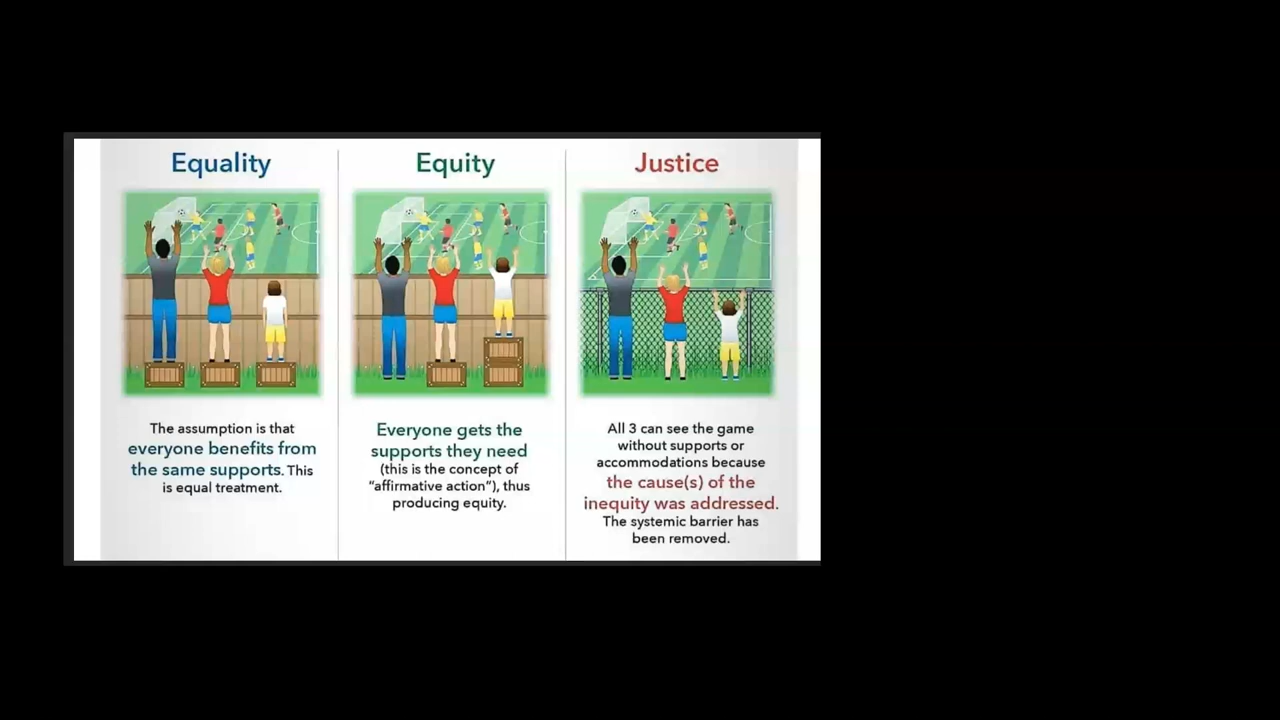 Equality
The assumption is that
everyone benefits from
the same supports. This
is equal treatment.
Equity
Everyone gets the
supports they need
(this is the concept of
“affirmative action”), thus
producing equity.
Justice
All 3 can see the game
without supports or
accommodations because
the cause(s) of the
inequity was addressed.
The systemic barrier has
been removed.